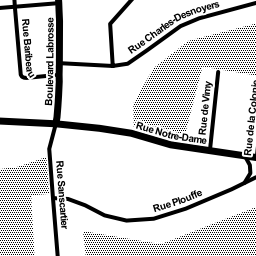 Rue Charles-Desnoyers
Rue Baribeau
Boulevard Labrosse
Rue de Vimy
Rue de la Colonie
Rue Notre-Dame
Rue Sanscartier
Rue Plouffe